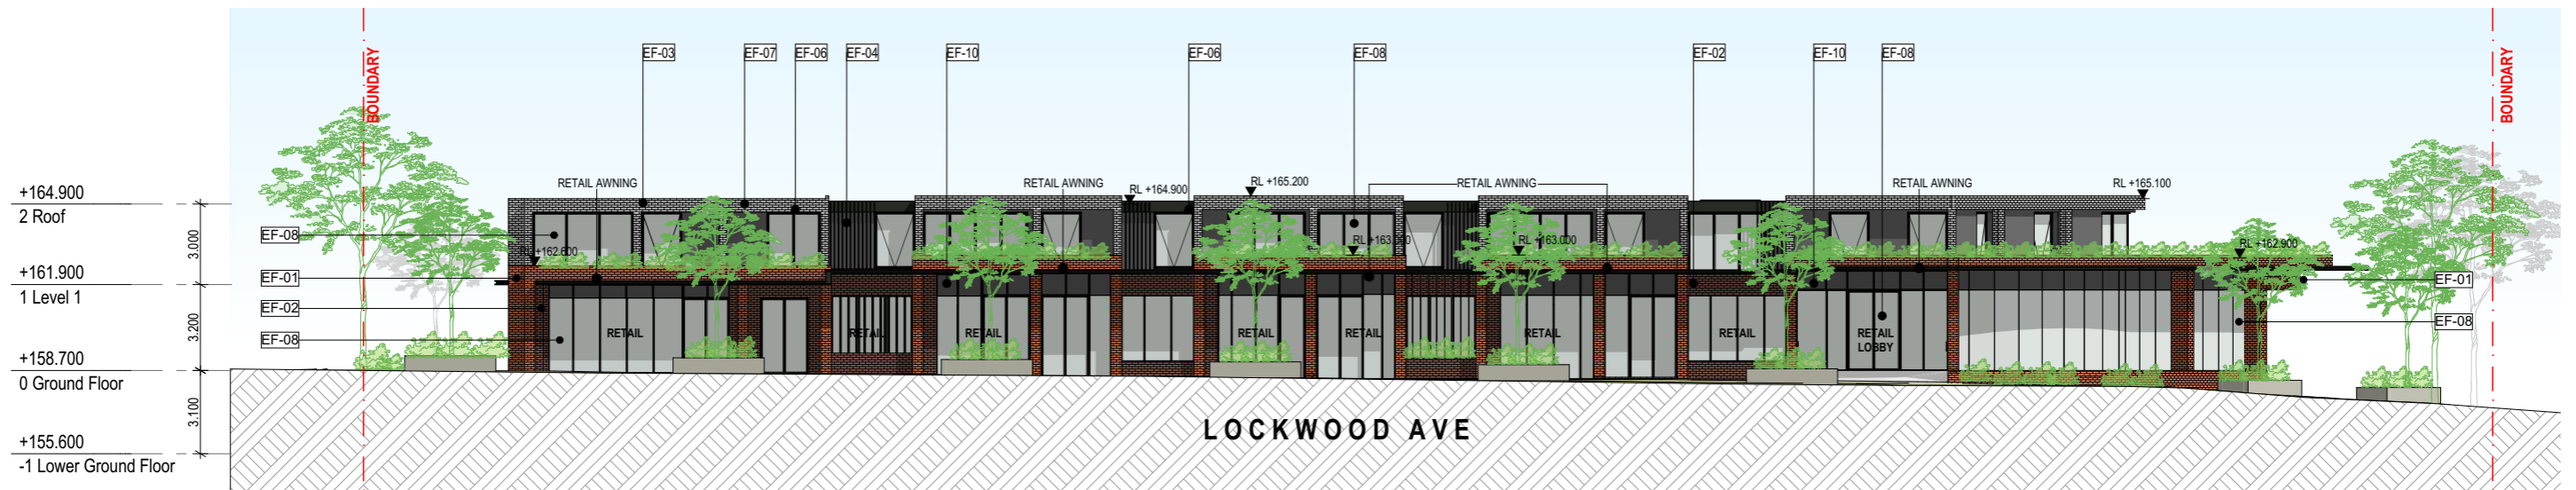 BOUNDARY
BOUNDARY
EF-03
EF-07
EF-06
EF-04
EF-10
EF-06
EF-08
EF-02
EF-10
EF-08
RETAIL AWNING
RETAIL AWNING
RL +164.900
RL +165.200
RETAIL AWNING
RETAIL AWNING
RL +165.100
+164.900
2 Roof
3.000
EF-08
RL +162.600
RL +163.000
RL +162.900
+161.900
1 Level 1
EF-01
EF-01
EF-02
EF-08
3.200
EF-08
RETAIL
RETAIL
RETAIL
RETAIL
RETAIL
RETAIL
RETAIL
RETAIL
LOBBY
+158.700
0 Ground Floor
3.100
LOCKWOOD AVE
+155.600
-1 Lower Ground Floor